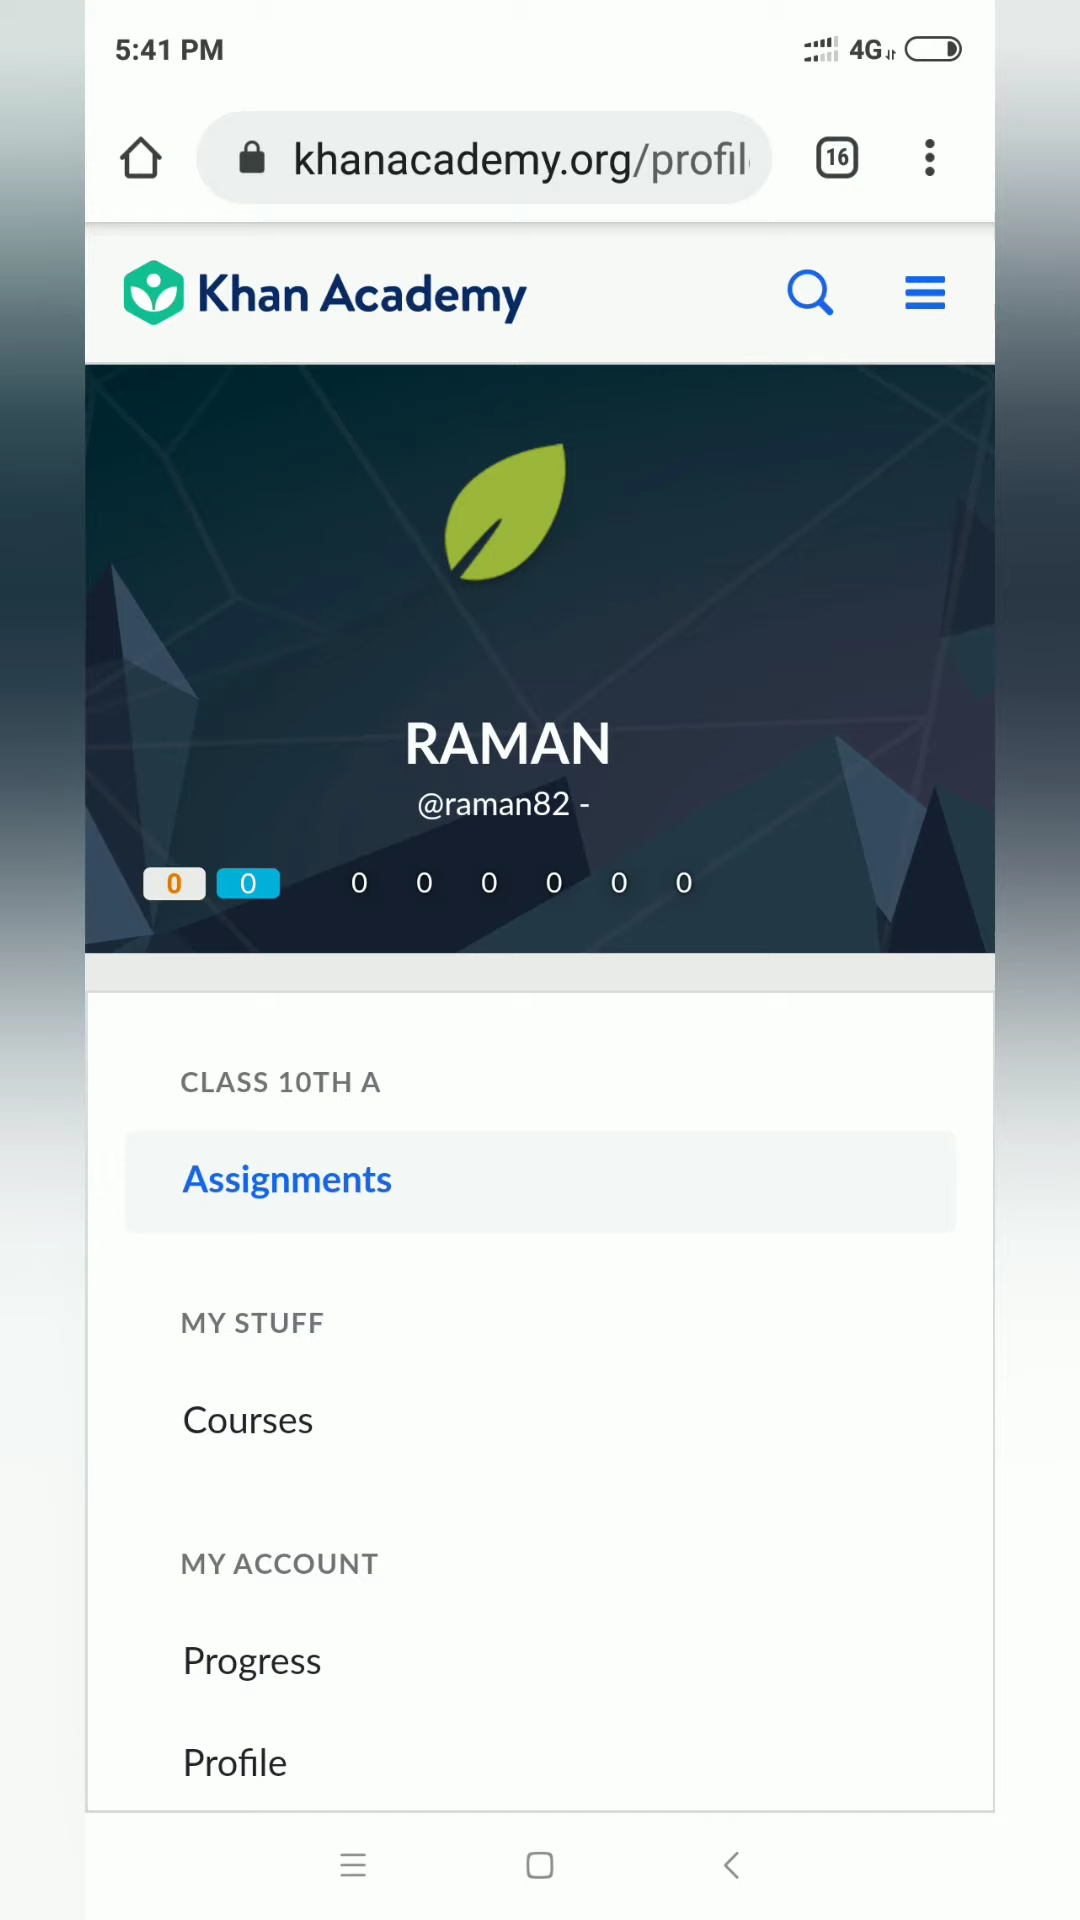 5:41 PM 4G
khanacademy.org/profil 16
Khan Academy
RAMAN
@raman82 -
0 0 0 0 0 0 0 0
CLASS 10TH A
Assignments
MY STUFF
Courses
MY ACCOUNT
Progress
Profile